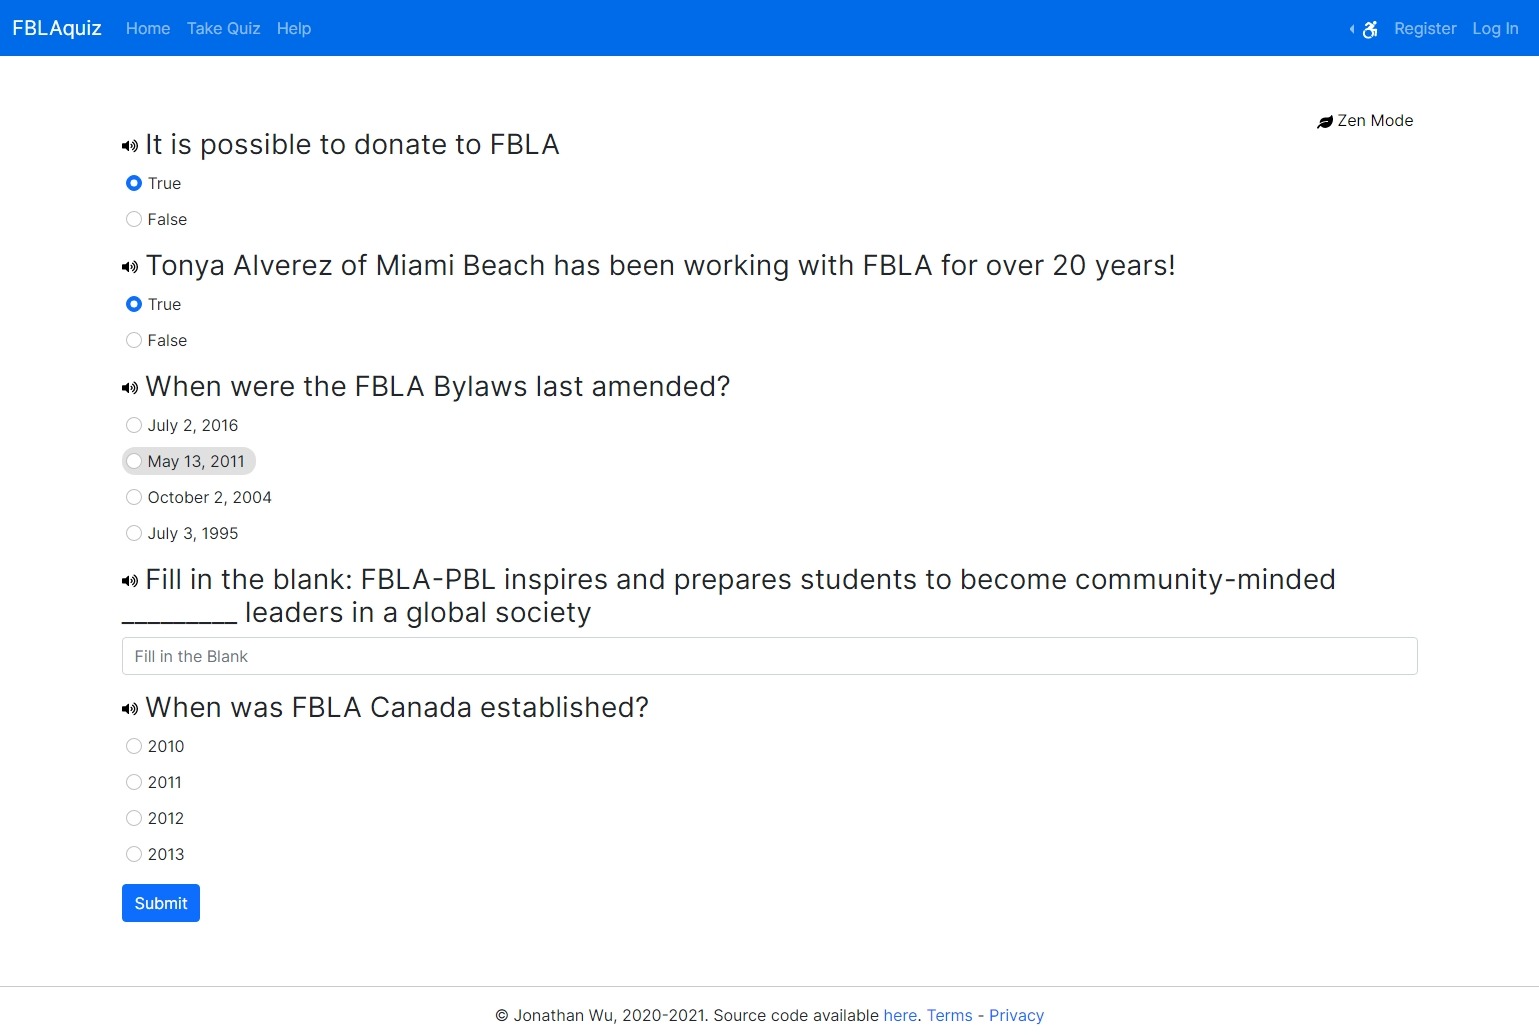 FBLAquiz Home Take Quiz Help Register Log In
Zen Mode
It is possible to donate to FBLA
True
False
Tonya Alverez of Miami Beach has been working with FBLA for over 20 years!
True
False
When were the FBLA Bylaws last amended?
July 2, 2016
May 13, 2011
October 2, 2004
July 3, 1995
Fill in the blank: FBLA-PBL inspires and prepares students to become community-minded
_________ leaders in a global society
Fill in the Blank
When was FBLA Canada established?
2010
2011
2012
2013
Submit
© Jonathan Wu, 2020-2021. Source code available here. Terms - Privacy